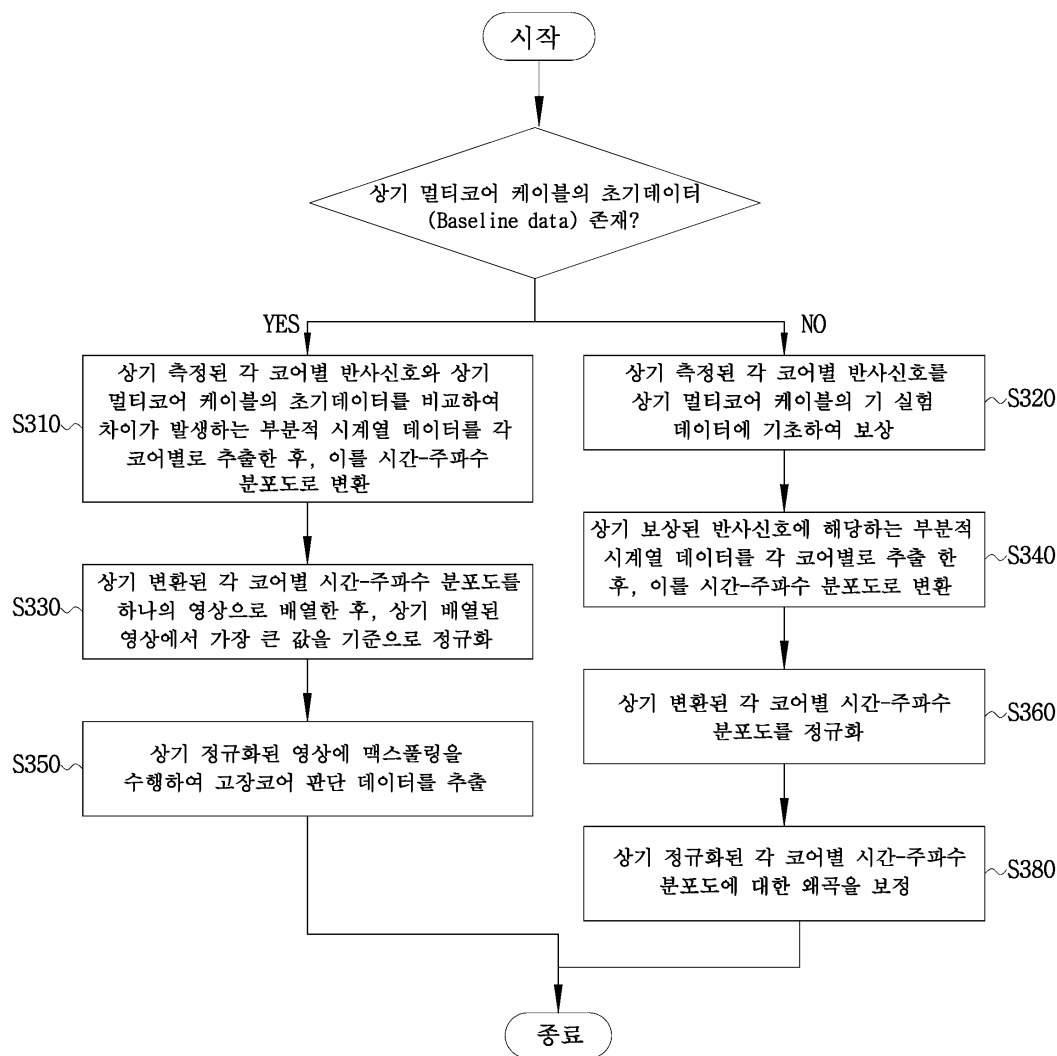 시작
상기 멀티코어 케이블의 초기데이터
(Baseline data) 존재?
YES
NO
상기 측정된 각 코어별 반사신호와 상기
멀티코어 케이블의 초기데이터를 비교하여
차이가 발생하는 부분적 시계열 데이터를 각
코어별로 추출한 후, 이를 시간-주파수
분포도로 변환
S310
상기 측정된 각 코어별 반사신호를
상기 멀티코어 케이블의 기 실험
데이터에 기초하여 보상
S320
상기 변환된 각 코어별 시간-주파수 분포도를
하나의 영상으로 배열한 후, 상기 배열된
영상에서 가장 큰 값을 기준으로 정규화
S330
상기 보상된 반사신호에 해당하는 부분적
시계열 데이터를 각 코어별로 추출 한
후, 이를 시간-주파수 분포도로 변환
S340
상기 정규화된 영상에 맥스풀링을
수행하여 고장코어 판단 데이터를 추출
S350
상기 변환된 각 코어별 시간-주파수
분포도를 정규화
S360
상기 정규화된 각 코어별 시간-주파수
분포도에 대한 왜곡을 보정
S380
종료